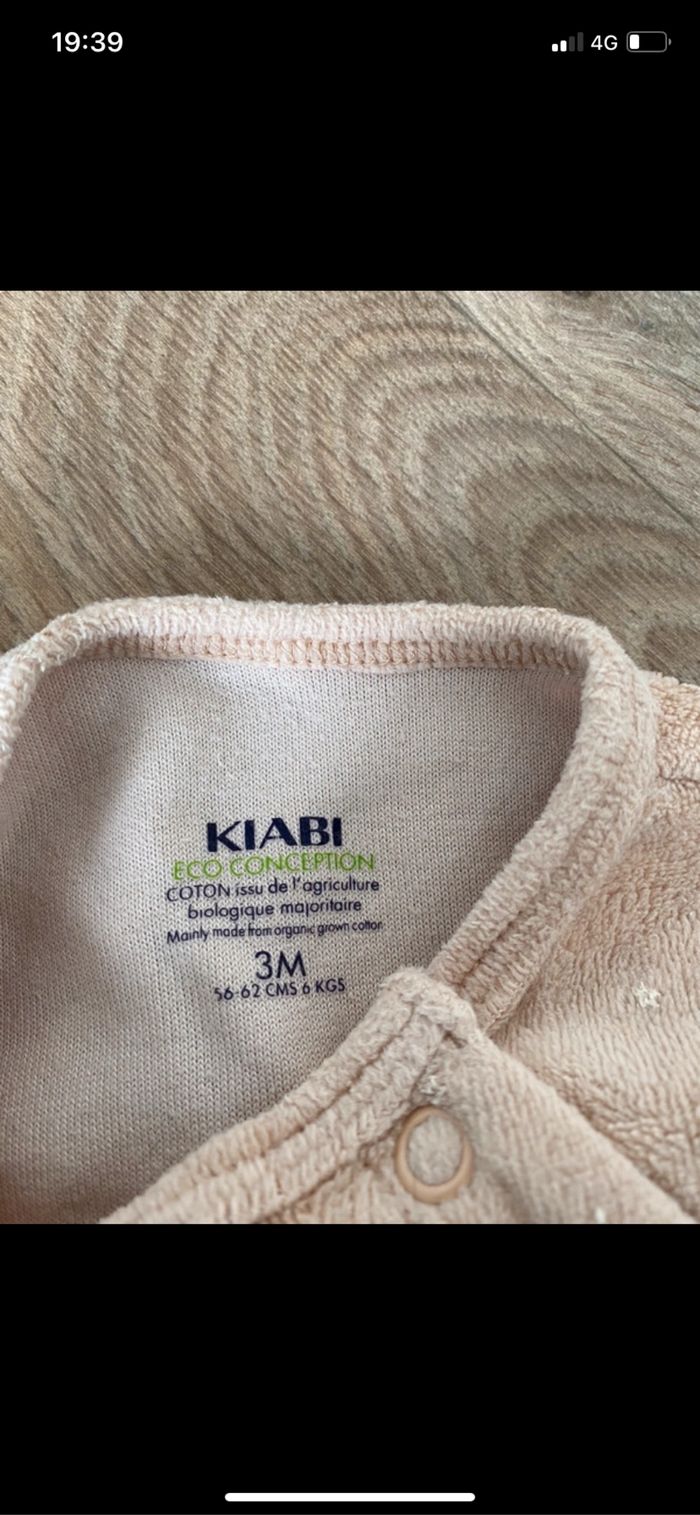 19:39
4G
KIABI
ECO CONCEPTION
COTON issu de l'agriculture
biologique majoritaire
Mainly made from organic grown cotton
3M
56-62 CMS 6 KGS